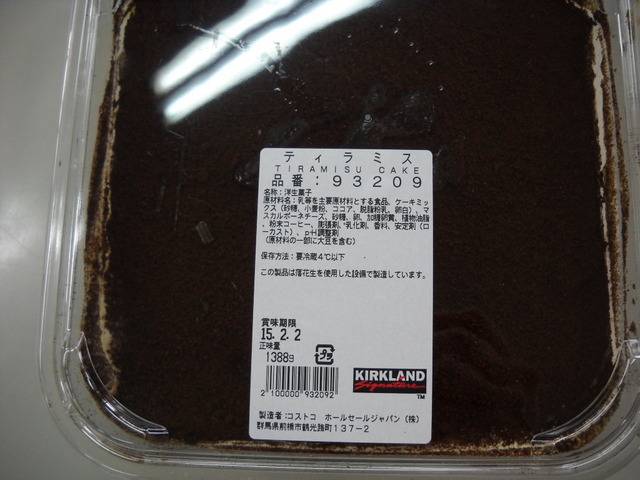 ティラミス
TIRAMISU CAKE
品番:93209
名称:洋生菓子
原材料名:乳等を主要原材料とする食品、ケーキミッ
クス(砂糖、小麦粉、ココア、脱脂粉乳、卵白)、マ
スカルポーネチーズ、砂糖、卵、加糖卵黄、植物油脂
、粉末コーヒー、膨張剤、乳化剤、香料、安定剤(ロ
ーカスト)、pH調整剤
(原材料の一部に大豆を含む)
保存方法:要冷蔵4℃以下
この製品は落花生を使用した設備で製造しています。
賞味期限
15.2.2
正味量
1388g
プラ
KIRKLAND
Signature
TM
2100000932092
製造者:コストコ ホールセールジャパン(株)
群馬県前橋市鶴光路町137-2